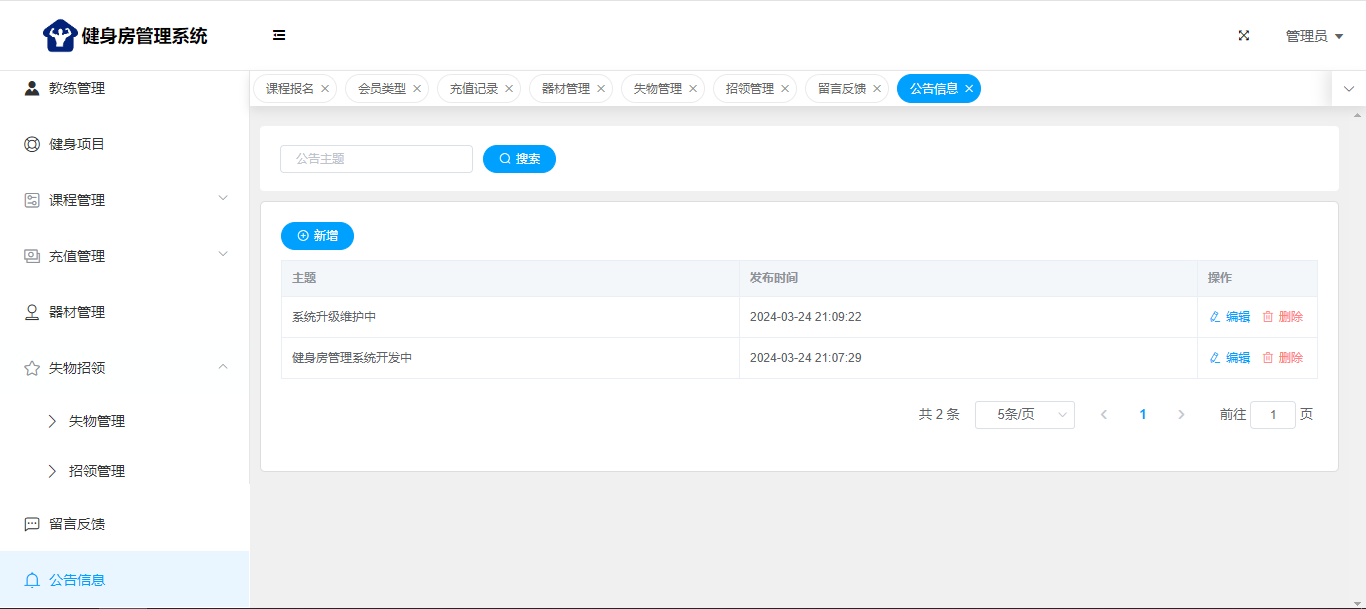 健身房管理系统
管理员
教练管理
健身项目
课程管理
充值管理
器材管理
失物招领
失物管理
招领管理
留言反馈
公告信息
课程报名 会员类型 充值记录 器材管理 失物管理 招领管理 留言反馈 公告信息
公告主题 搜索
新增
主题 发布时间 操作
系统升级维护中 2024-03-24 21:09:22 编辑 删除
健身房管理系统开发中 2024-03-24 21:07:29 编辑 删除
共 2 条 5条/页 1 前往 1 页